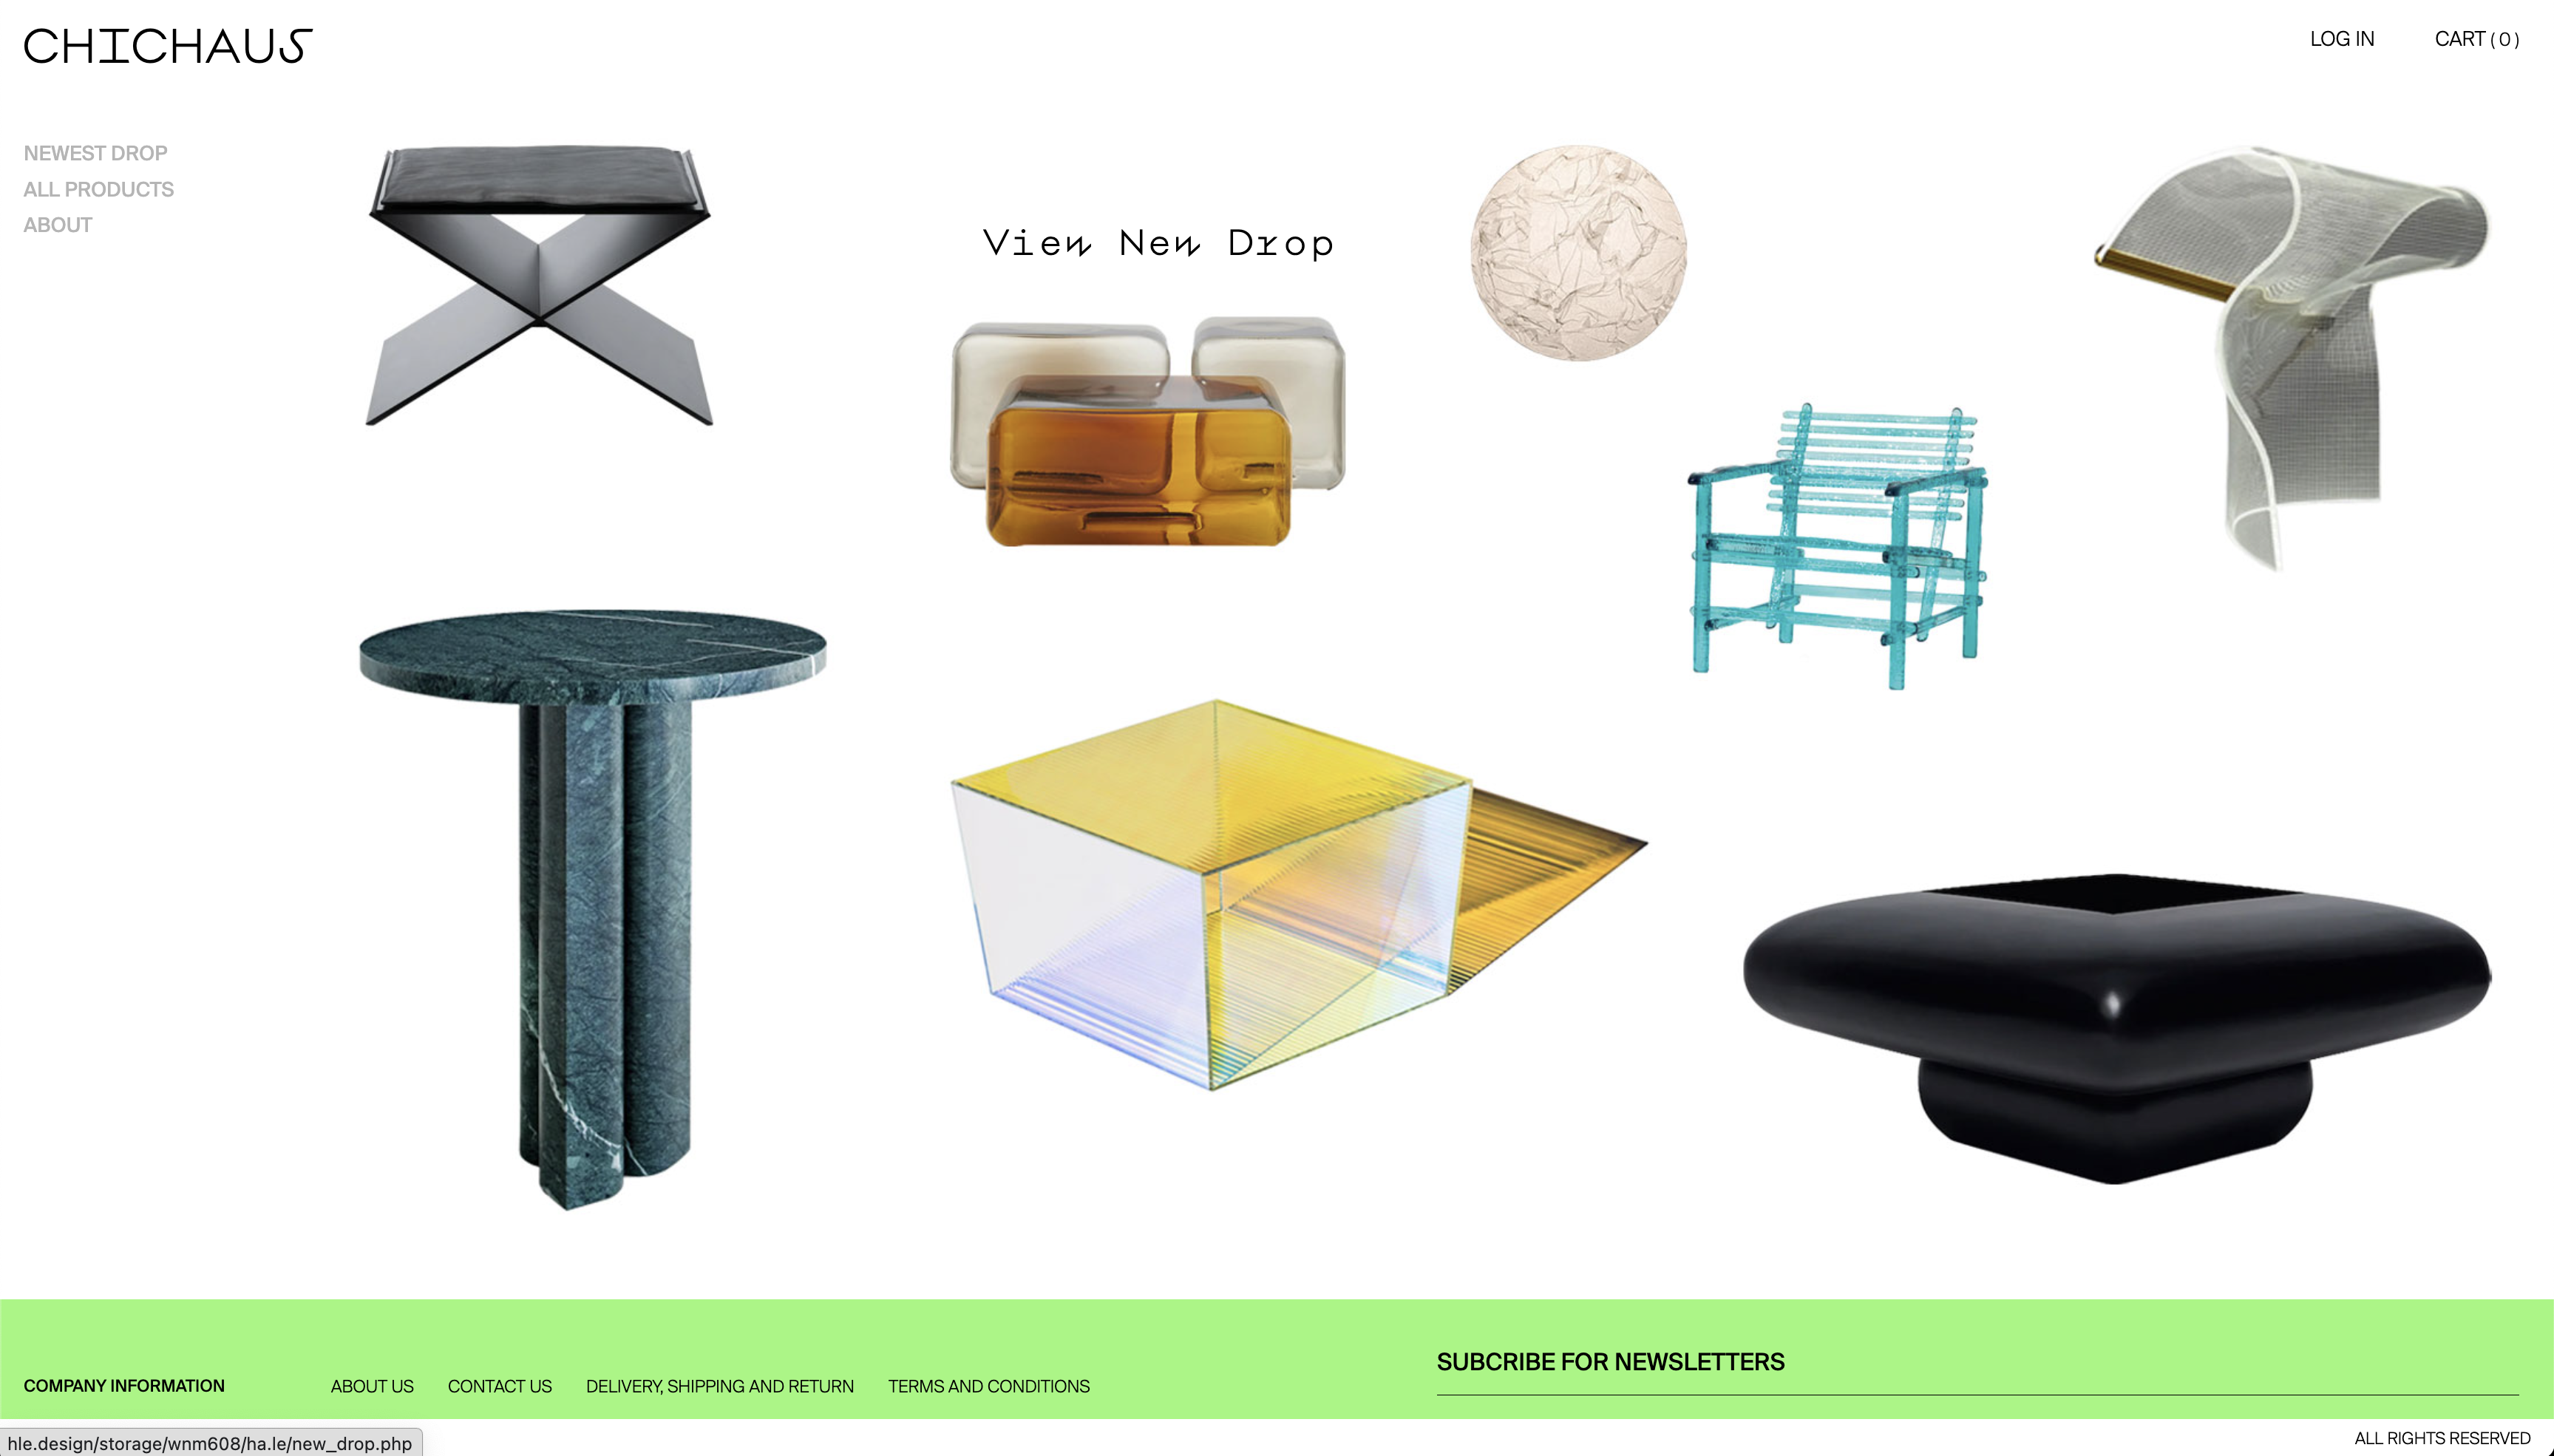 CHICHAUS
LOG IN
CART ( 0 )
NEWEST DROP
ALL PRODUCTS
ABOUT
View New Drop
SUBCRIBE FOR NEWSLETTERS
COMPANY INFORMATION
ABOUT US
CONTACT US
DELIVERY, SHIPPING AND RETURN
TERMS AND CONDITIONS
hle.design/storage/wnm608/ha.le/new_drop.php
ALL RIGHTS RESERVED